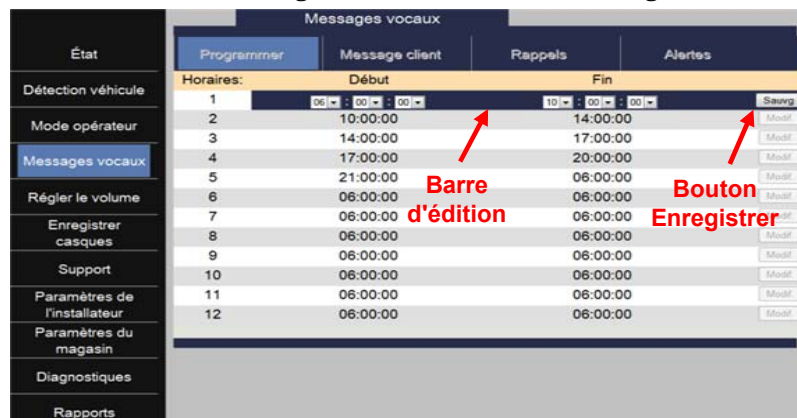 Messages vocaux
État
Détection véhicule
Mode opérateur
Messages vocaux
Régler le volume
Enregistrer
casques
Support
Paramètres de
l'installateur
Paramètres du
magasin
Diagnostiques
Rapports
Programmer Message client Rappels Alertes
Horaires: Début Fin
1 06 : 00 : 00 10 : 00 : 00 Sauvg
2 10:00:00 14:00:00 Modif.
3 14:00:00 17:00:00 Modif.
4 17:00:00 20:00:00 Modif.
5 21:00:00 06:00:00 Modif.
6 06:00:00 06:00:00 Modif.
7 06:00:00 06:00:00
8 06:00:00 06:00:00 Modif.
9 06:00:00 06:00:00 Modif.
10 06:00:00 06:00:00 Modif.
11 06:00:00 06:00:00 Modif.
12 06:00:00 06:00:00 Modif.
Barre
d'édition
Bouton
Enregistrer